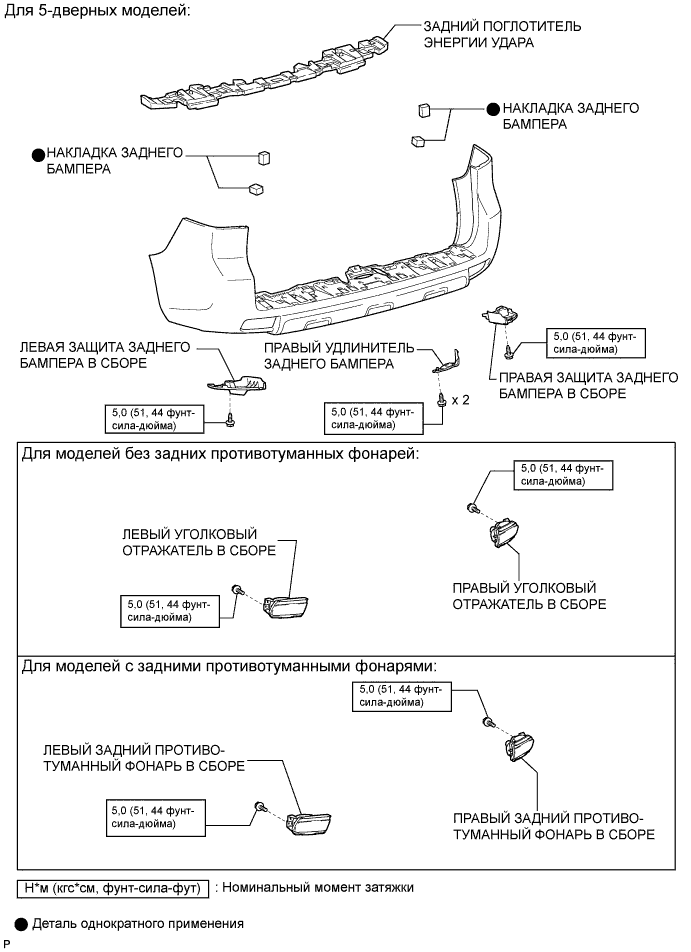 Для 5-дверных моделей:
ЗАДНИЙ ПОГЛОТИТЕЛЬ
ЭНЕРГИИ УДАРА
● НАКЛАДКА ЗАДНЕГО
БАМПЕРА
● НАКЛАДКА ЗАДНЕГО
БАМПЕРА
5,0 (51, 44 фунт-
сила-дюйма)
ЛЕВАЯ ЗАЩИТА ЗАДНЕГО
БАМПЕРА В СБОРЕ
ПРАВЫЙ УДЛИНИТЕЛЬ
ЗАДНЕГО БАМПЕРА
ПРАВАЯ ЗАЩИТА ЗАДНЕГО
БАМПЕРА В СБОРЕ
5,0 (51, 44 фунт-
сила-дюйма)
5,0 (51, 44 фунт-
сила-дюйма)
x 2
Для моделей без задних противотуманных фонарей:
5,0 (51, 44 фунт-
сила-дюйма)
ЛЕВЫЙ УГОЛКОВЫЙ
ОТРАЖАТЕЛЬ В СБОРЕ
ПРАВЫЙ УГОЛКОВЫЙ
ОТРАЖАТЕЛЬ В СБОРЕ
5,0 (51, 44 фунт-
сила-дюйма)
Для моделей с задними противотуманными фонарями:
5,0 (51, 44 фунт-
сила-дюйма)
ЛЕВЫЙ ЗАДНИЙ ПРОТИВО-
ТУМАННЫЙ ФОНАРЬ В СБОРЕ
5,0 (51, 44 фунт-
сила-дюйма)
ПРАВЫЙ ЗАДНИЙ ПРОТИВО-
ТУМАННЫЙ ФОНАРЬ В СБОРЕ
Н*м (кгс*см, фунт-сила-фут) : Номинальный момент затяжки
● Деталь однократного применения
P